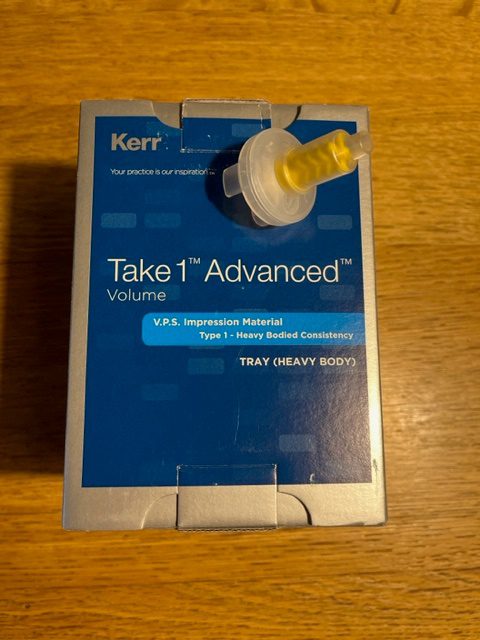 Kerr
Your practice is our inspiration.™
Take 1™ Advanced™
Volume
V.P.S. Impression Material
Type 1 - Heavy Bodied Consistency
TRAY (HEAVY BODY)